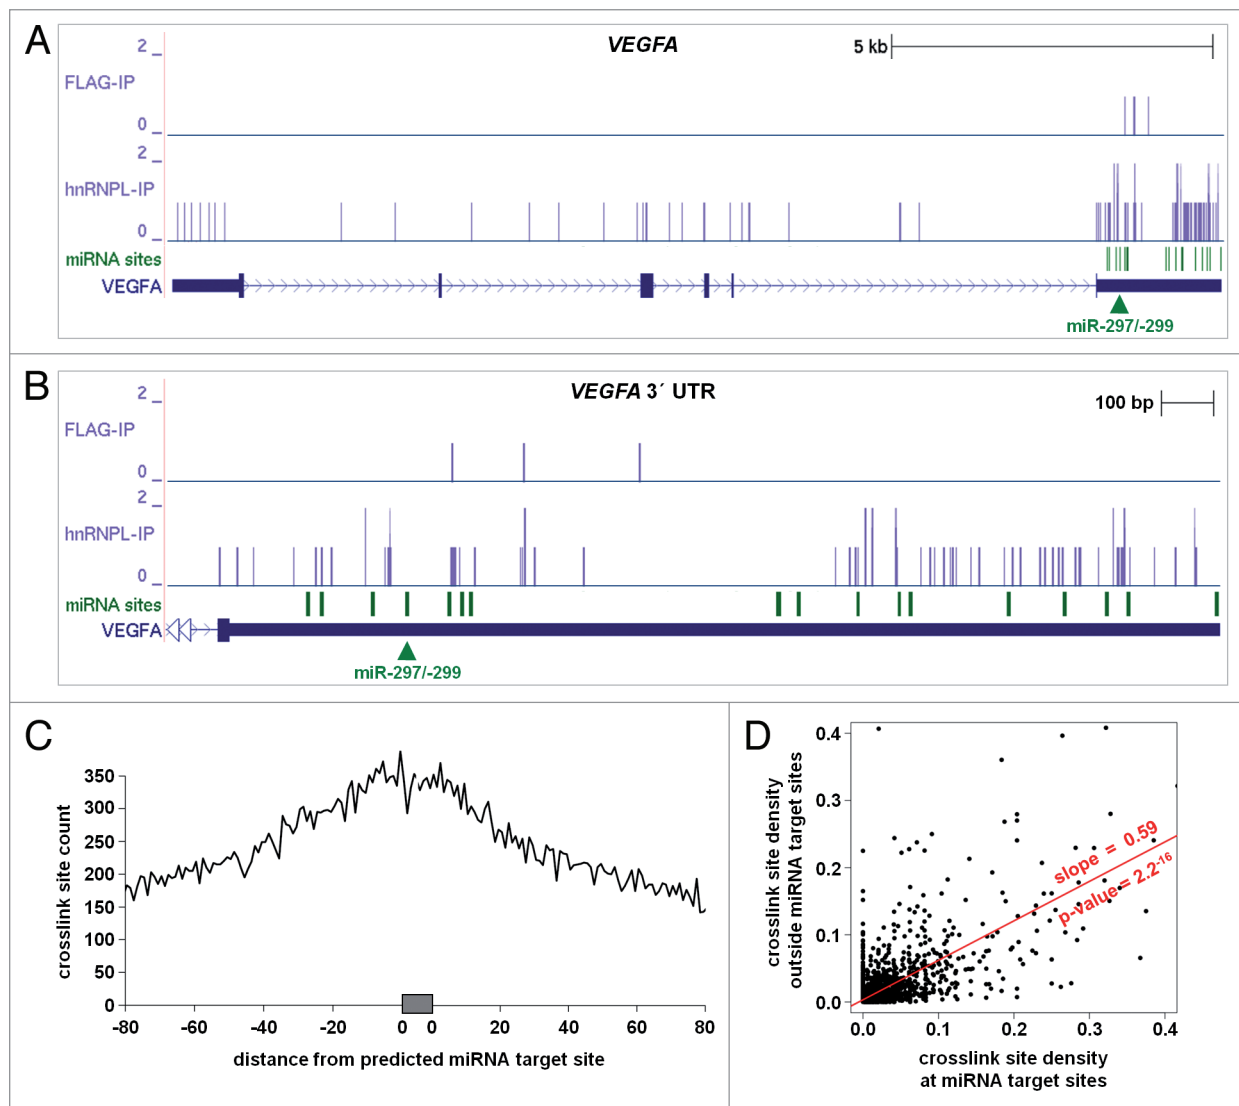 A
VEGFA
5 kb
2
FLAG-IP
0
2
hnRNPL-IP
0
miRNA sites
VEGFA
miR-297/-299
B
VEGFA 3´ UTR
100 bp
2
FLAG-IP
0
2
hnRNPL-IP
0
miRNA sites
VEGFA
miR-297/-299
C
crosslink site count
350
300
250
200
150
100
50
0
-80 -60 -40 -20 0 0 20 40 60 80
distance from predicted miRNA target site
D
crosslink site density
outside miRNA target sites
0.4
0.3
0.2
0.1
0.0
slope = 0.59
p-value = 2.2⁻¹⁶
0.0 0.1 0.2 0.3 0.4
crosslink site density
at miRNA target sites